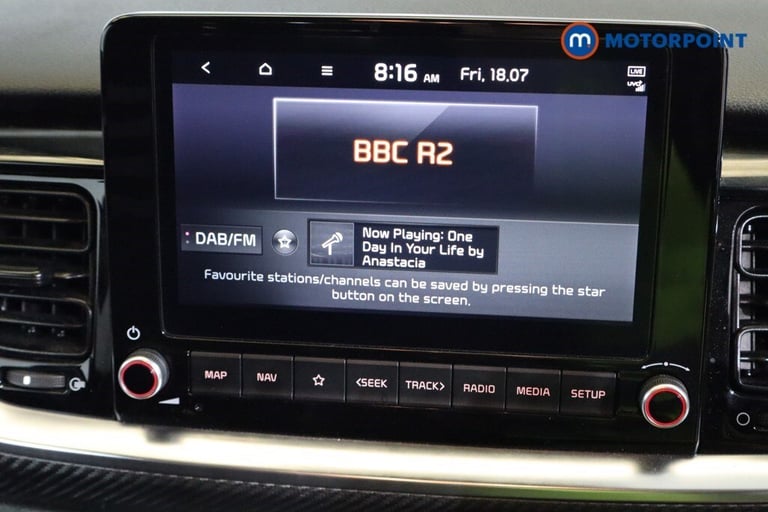 m MOTORPOINT
8:16 AM Fri, 18.07
LIVE
UVO
BBC R2
DAB/FM
Now Playing: One
Day In Your Life by
Anastacia
Favourite stations/channels can be saved by pressing the star
button on the screen.
MAP NAV <SEEK TRACK> RADIO MEDIA SETUP